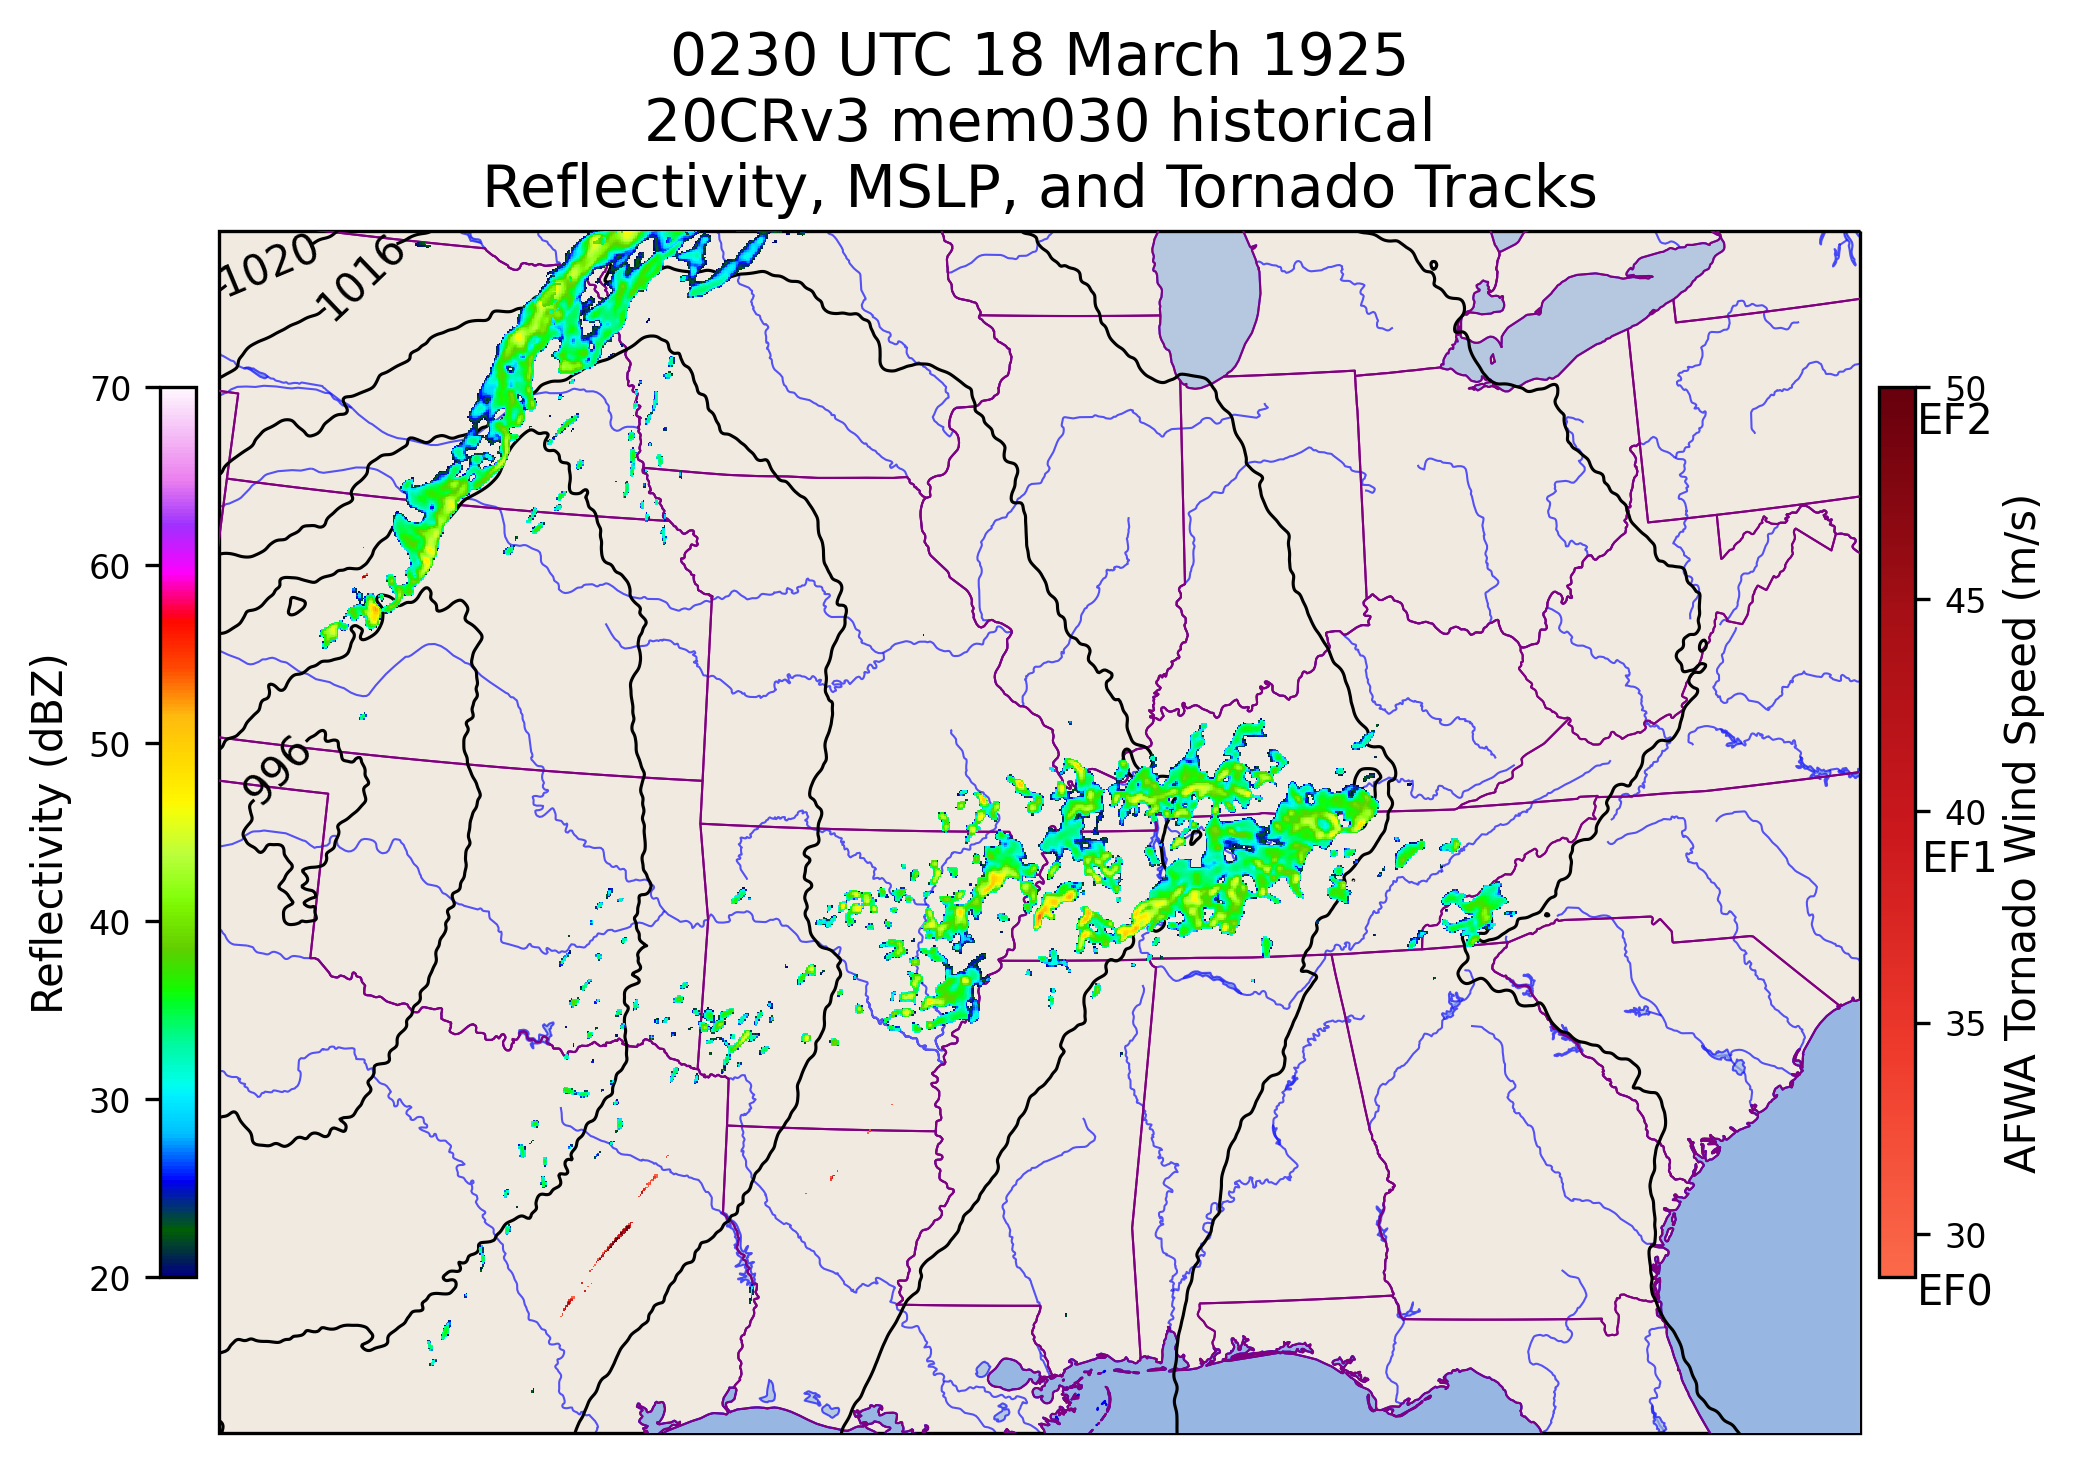 0230 UTC 18 March 1925
20CRv3 mem030 historical
Reflectivity, MSLP, and Tornado Tracks
1020
1016
996
70
60
50
40
30
20
Reflectivity (dBZ)
50
EF2
45
40
EF1
35
30
EF0
AFWA Tornado Wind Speed (m/s)